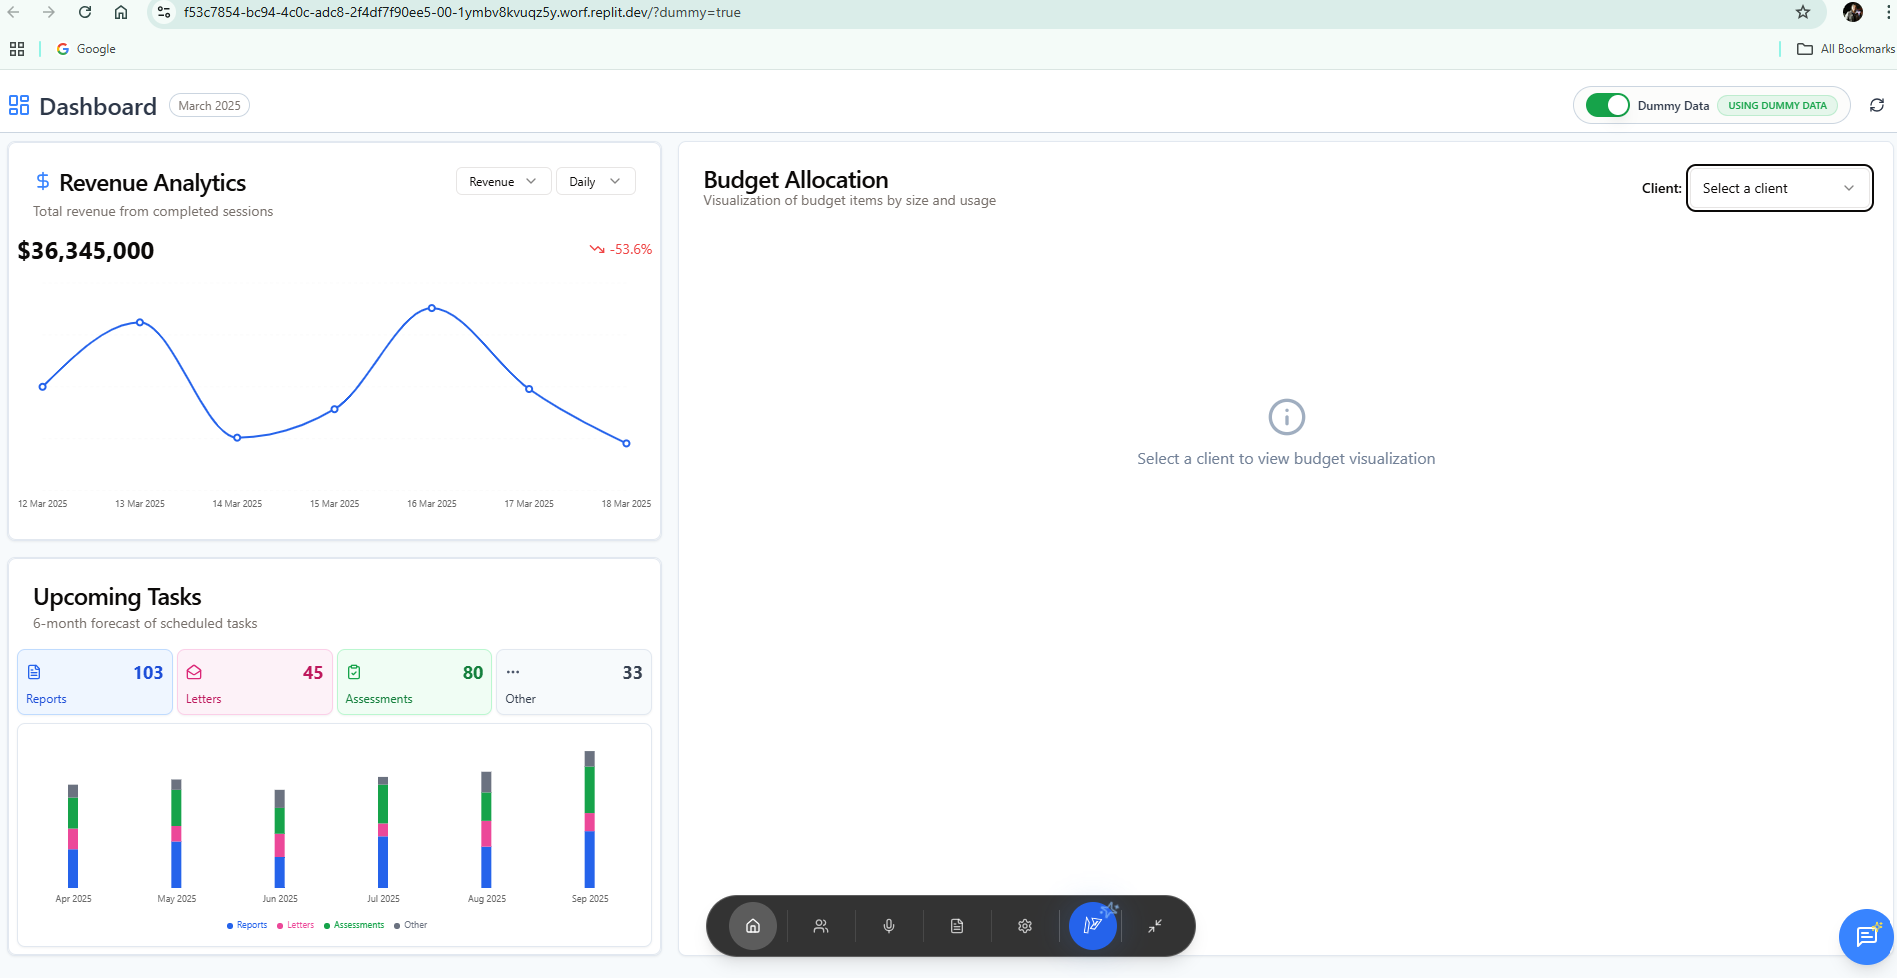 f53c7854-bc94-4c0c-adc8-2f4df7f90ee5-00-1ymbv8kvuqz5y.worf.replit.dev/?dummy=true
Google
All Bookmarks
Dashboard
March 2025
Dummy Data
USING DUMMY DATA
Revenue Analytics
Revenue
Daily
Total revenue from completed sessions
$36,345,000
-53.6%
12 Mar 2025
13 Mar 2025
14 Mar 2025
15 Mar 2025
16 Mar 2025
17 Mar 2025
18 Mar 2025
Upcoming Tasks
6-month forecast of scheduled tasks
103
Reports
45
Letters
80
Assessments
33
Other
Apr 2025
May 2025
Jun 2025
Jul 2025
Aug 2025
Sep 2025
Reports
Letters
Assessments
Other
Budget Allocation
Visualization of budget items by size and usage
Client:
Select a client
Select a client to view budget visualization